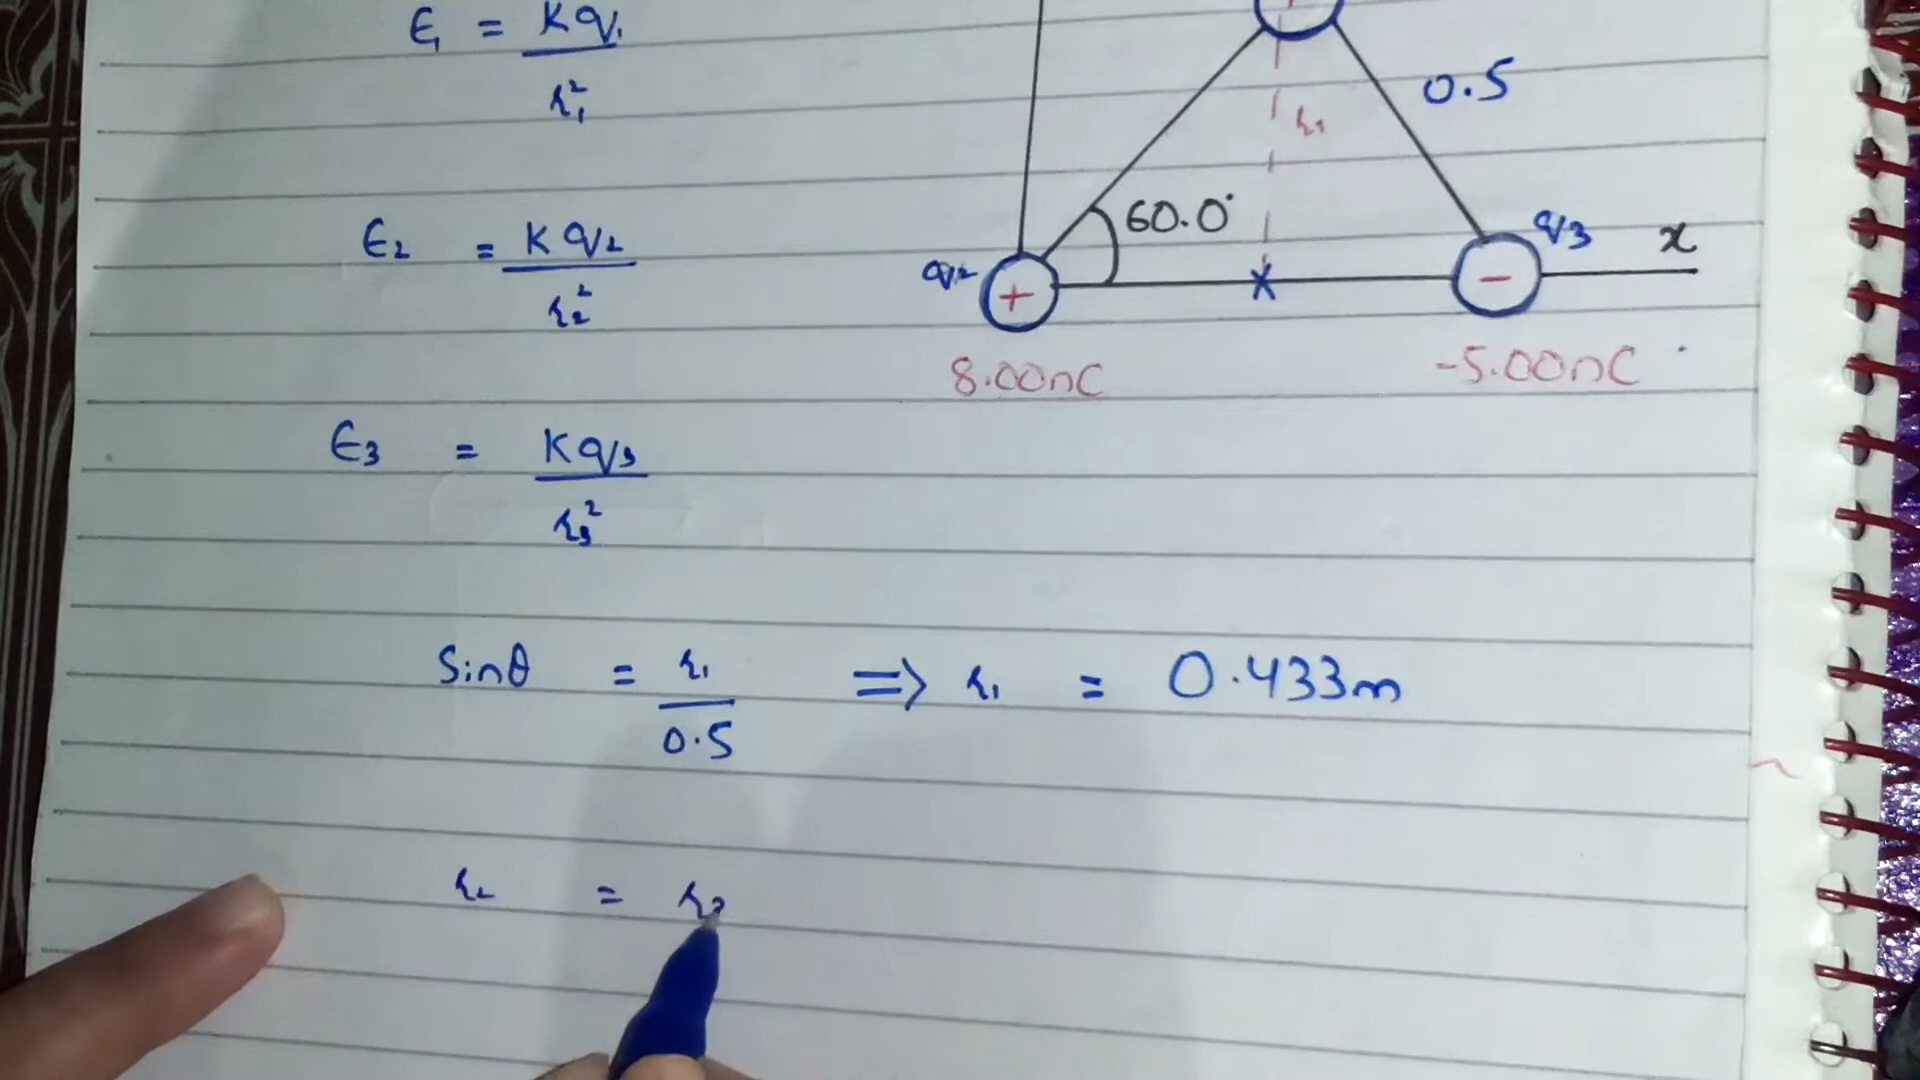 E₁ = Kq₁
r₁²
0.5
r₁
60.0°
E₂ = Kq₂
r₂²
q₂
+
-
q₃
x
8.00nC
-5.00nC
E₃ = Kq₃
r₃²
Sinθ = r₁ => r₁ = 0.433m
0.5
r₂ = r₃